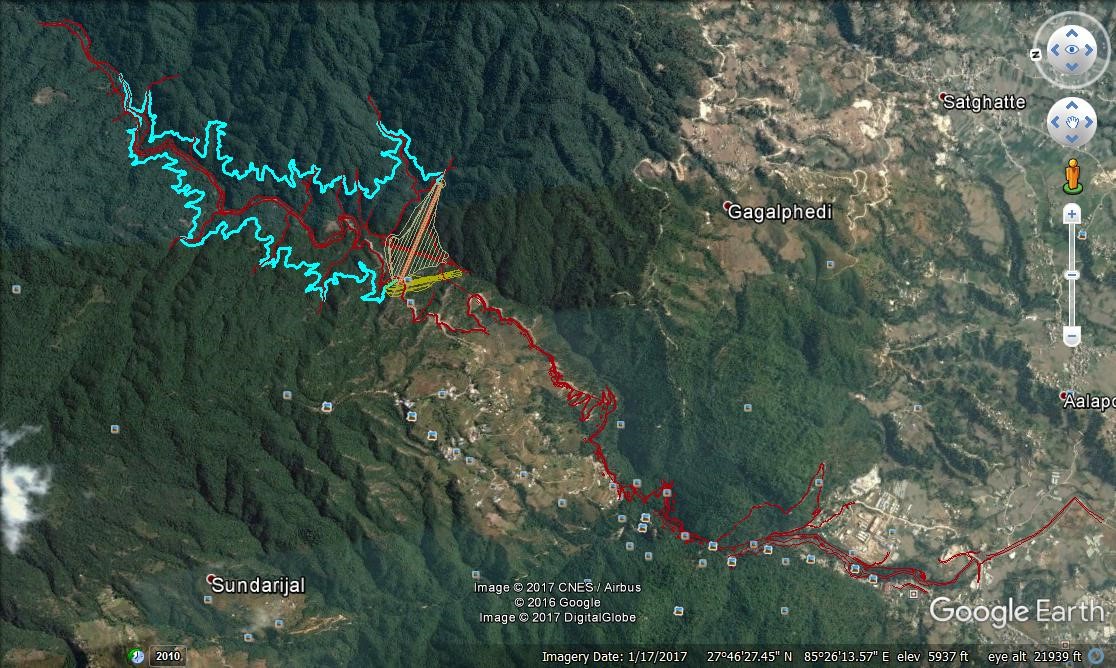 N
Satghatte
Gagalphedi
Aalapo
Sundarijal
Image © 2017 CNES / Airbus
© 2016 Google
Image © 2017 DigitalGlobe
Google Earth
2010
Imagery Date: 1/17/2017 27°46'27.45" N 85°26'13.57" E elev 5937 ft eye alt 21939 ft